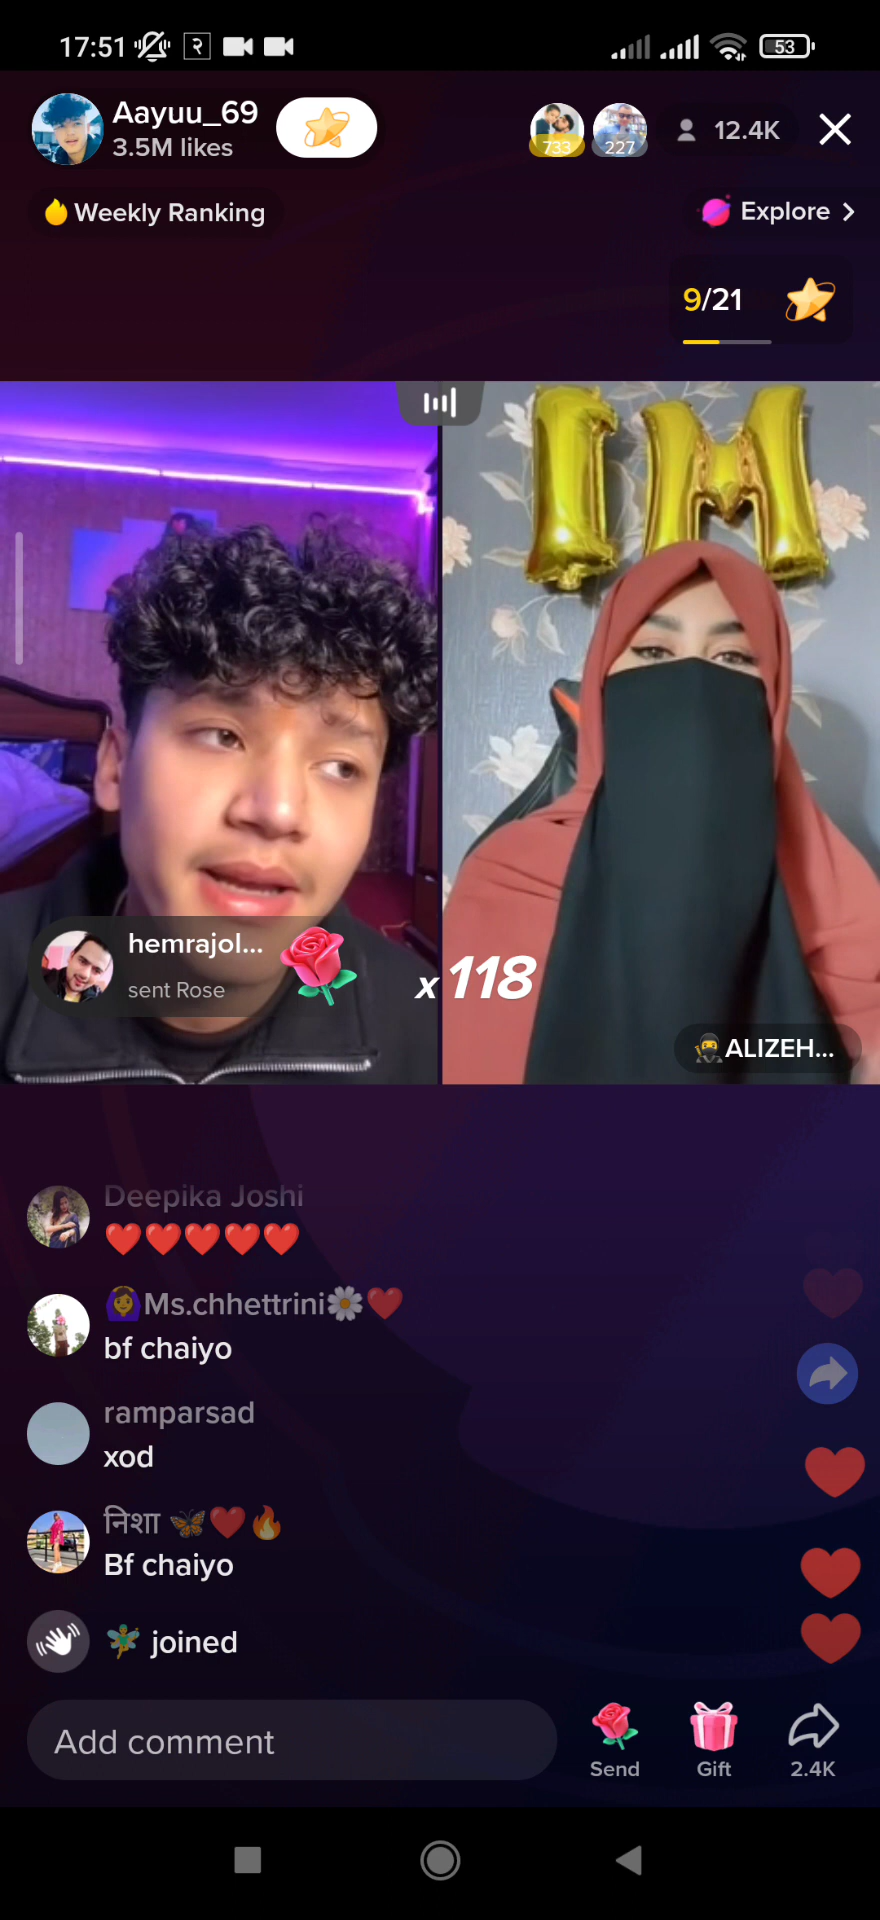 17:51
२
53
Aayuu_69
3.5M likes
733
227
12.4K
Weekly Ranking
Explore
9/21
IM
hemrajol...
sent Rose
x 118
ALIZEH...
Deepika Joshi
Ms.chhettrini
bf chaiyo
ramparsad
xod
निशा
Bf chaiyo
joined
Add comment
Send
Gift
2.4K